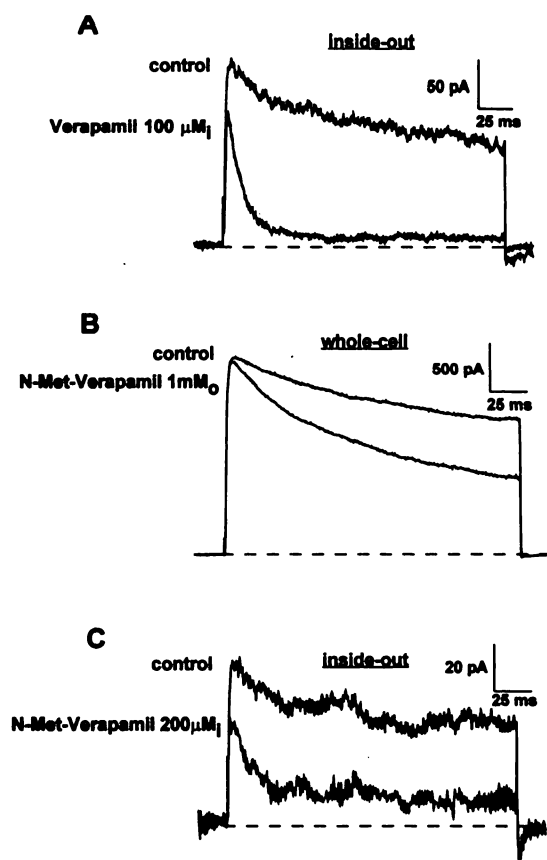 A
inside-out
control
50 pA
25 ms
Verapamil 100 µMi
B
whole-cell
control
500 pA
N-Met-Verapamil 1mMo
25 ms
C
inside-out
control
20 pA
25 ms
N-Met-Verapamil 200µMi